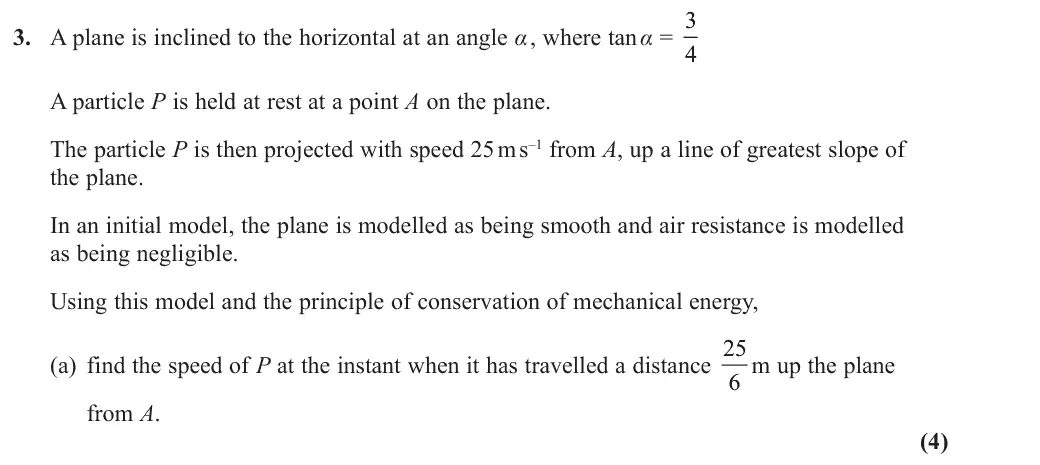 3. A plane is inclined to the horizontal at an angle α, where tan α = 3/4
A particle P is held at rest at a point A on the plane.
The particle P is then projected with speed 25 m s⁻¹ from A, up a line of greatest slope of
the plane.
In an initial model, the plane is modelled as being smooth and air resistance is modelled
as being negligible.
Using this model and the principle of conservation of mechanical energy,
(a) find the speed of P at the instant when it has travelled a distance 25/6 m up the plane
from A.
(4)